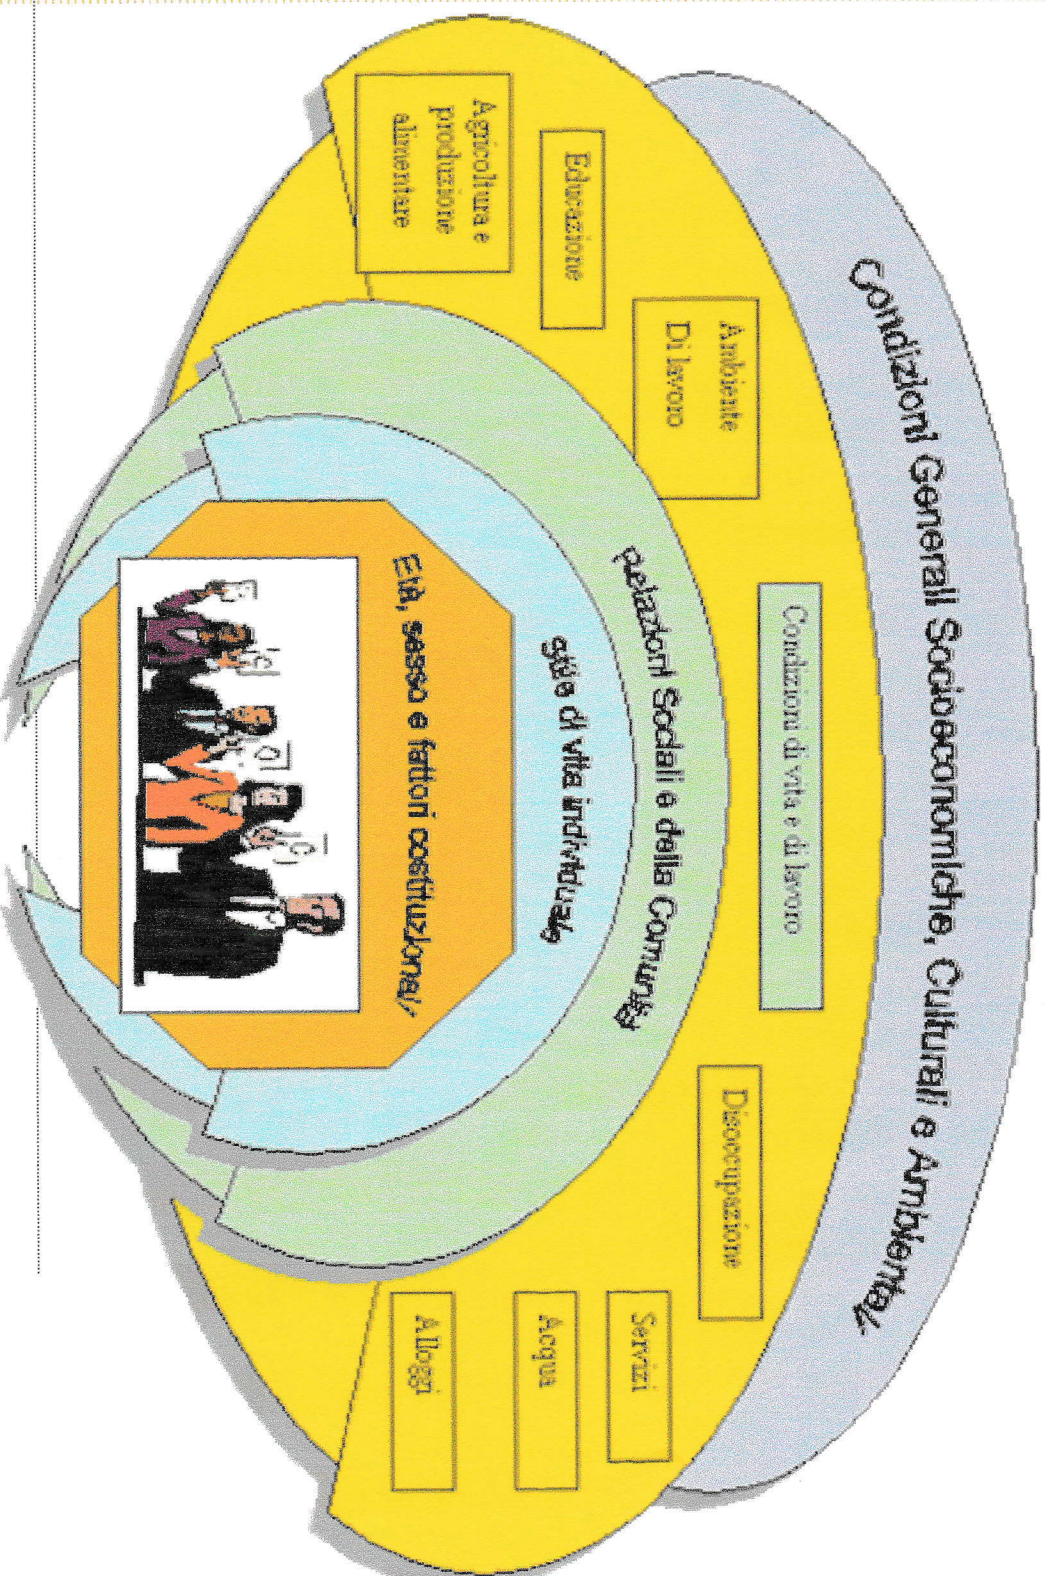 Condizioni Generali Socioeconomiche, Culturali e Ambientali
Condizioni di vita e di lavoro
Ambiente
Di lavoro
Educazione
Agricoltura e
produzione
alimentare
Disoccupazione
Servizi
Acqua
Alloggi
Relazioni Sociali e della Comunità
stile di vita individuale
Età, sesso e fattori costituzionali